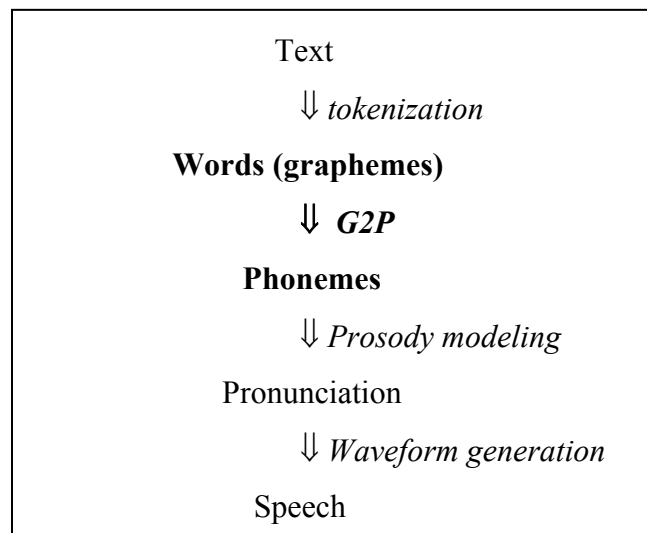 Text
⇓ tokenization
Words (graphemes)
⇓ G2P
Phonemes
⇓ Prosody modeling
Pronunciation
⇓ Waveform generation
Speech